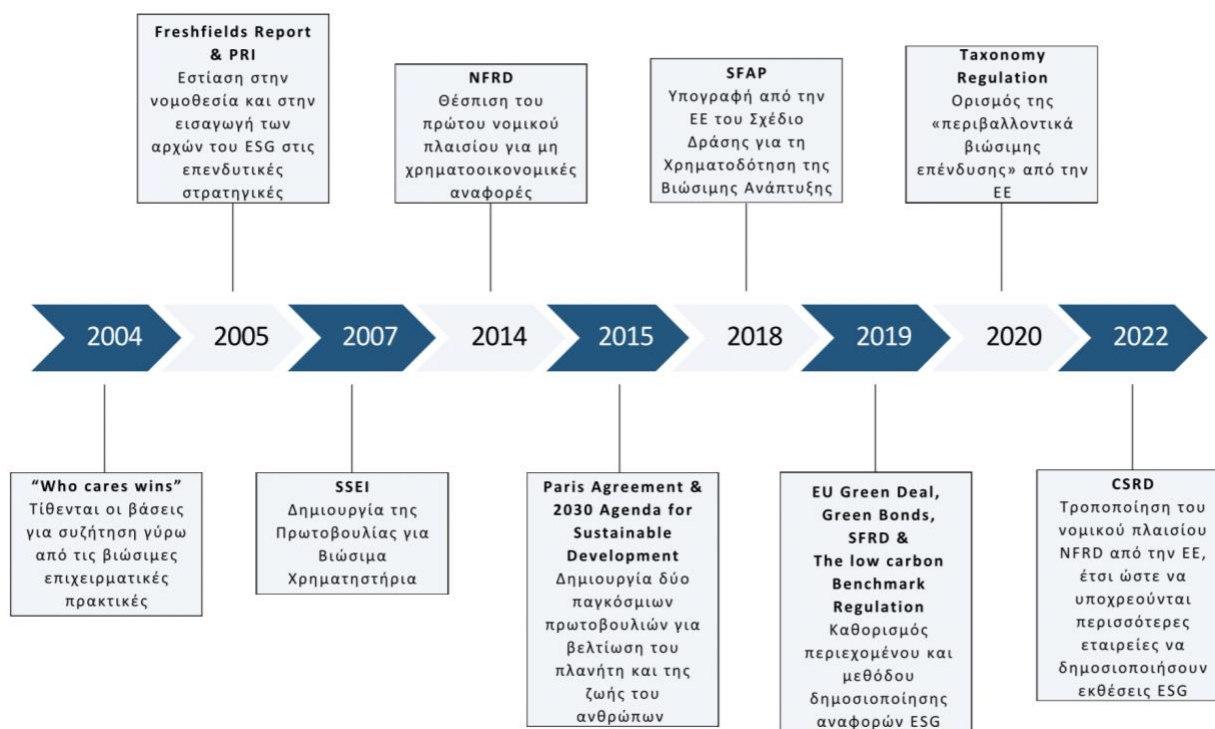 Freshfields Report
& PRI
Εστίαση στην
νομοθεσία και στην
εισαγωγή των
αρχών του ESG στις
επενδυτικές
στρατηγικές
NFRD
Θέσπιση του
πρώτου νομικού
πλαισίου για μη
χρηματοοικονομικές
αναφορές
SFAP
Υπογραφή από την
ΕΕ του Σχέδιο
Δράσης για τη
Χρηματοδότηση της
Βιώσιμης Ανάπτυξης
Taxonomy
Regulation
Ορισμός της
«περιβαλλοντικά
βιώσιμης
επένδυσης» από την
ΕΕ
2004
2005
2007
2014
2015
2018
2019
2020
2022
“Who cares wins”
Τίθενται οι βάσεις
για συζήτηση γύρω
από τις βιώσιμες
επιχειρματικές
πρακτικές
SSEI
Δημιουργία της
Πρωτοβουλίας για
Βιώσιμα
Χρηματηστήρια
Paris Agreement &
2030 Agenda for
Sustainable
Development
Δημιουργία δύο
παγκόσμιων
πρωτοβουλιών για
βελτίωση του
πλανήτη και της
ζωής του
ανθρώπων
EU Green Deal,
Green Bonds,
SFRD &
The low carbon
Benchmark
Regulation
Καθορισμός
περιεχομένου και
μεθόδου
δημοσιοποίησης
αναφορών ESG
CSRD
Τροποποίηση του
νομικού πλαισίου
NFRD από την ΕΕ,
έτσι ώστε να
υποχρεούνται
περισσότερες
εταιρείες να
δημοσιοποιήσουν
εκθέσεις ESG